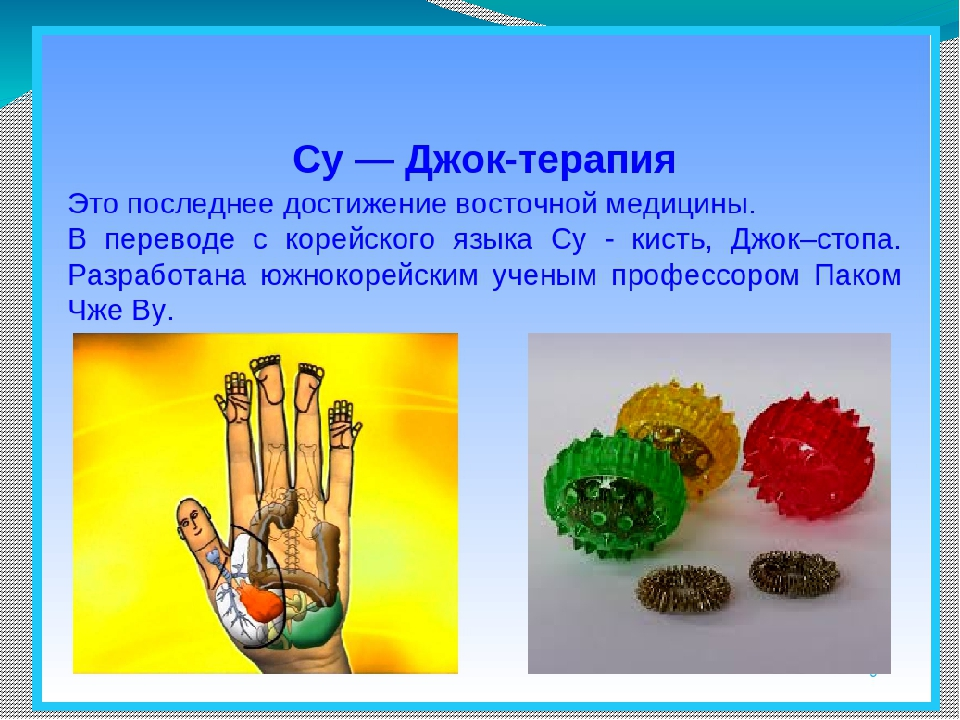 Су — Джок-терапия
Это последнее достижение восточной медицины.
В переводе с корейского языка Су - кисть, Джок–стопа.
Разработана южнокорейским ученым профессором Паком
Чже Ву.